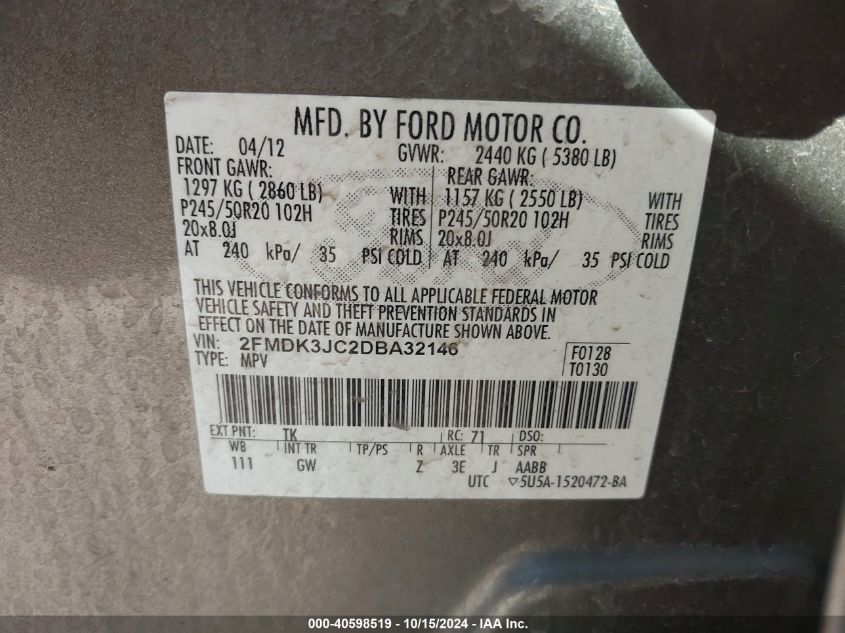 MFD. BY FORD MOTOR CO.
DATE: 04/12 GVWR: 2440 KG ( 5380 LB)
FRONT GAWR: REAR GAWR:
1297 KG ( 2860 LB) WITH 1157 KG ( 2550 LB) WITH
P245/50R20 102H TIRES P245/50R20 102H TIRES
20x8.0J RIMS 20x8.0J RIMS
AT 240 kPa/ 35 PSI COLD AT 240 kPa/ 35 PSI COLD
THIS VEHICLE CONFORMS TO ALL APPLICABLE FEDERAL MOTOR
VEHICLE SAFETY AND THEFT PREVENTION STANDARDS IN
EFFECT ON THE DATE OF MANUFACTURE SHOWN ABOVE.
VIN: 2FMDK3JC2DBA32146 F0128
TYPE: MPV T0130
EXT PNT: TK RC: 71 DSO:
WB INT TR TP/PS R AXLE TR SPR
111 GW Z 3E J AABB
UTC ▽5U5A-1520472-BA
000-40598519 - 10/15/2024 - IAA Inc.